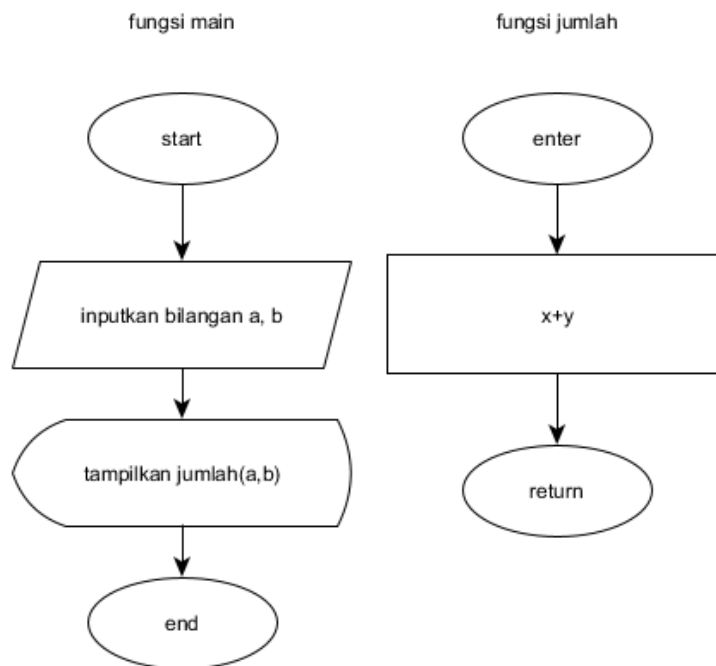 fungsi main
start
inputkan bilangan a, b
tampilkan jumlah(a,b)
end
fungsi jumlah
enter
x+y
return